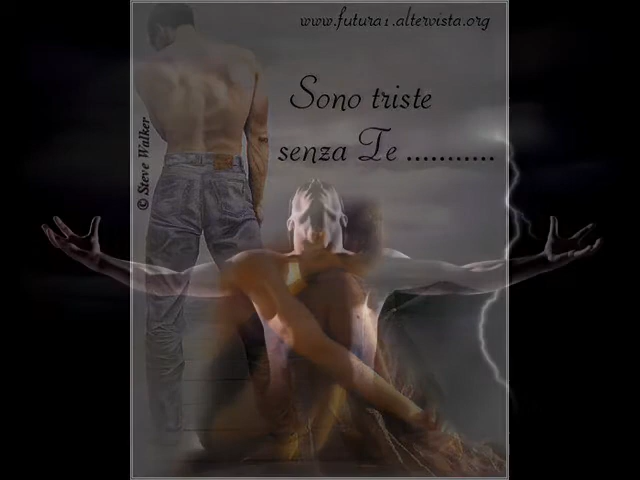 www.futura1.altervista.org
Sono triste
senza Te ...........
© Steve Walker